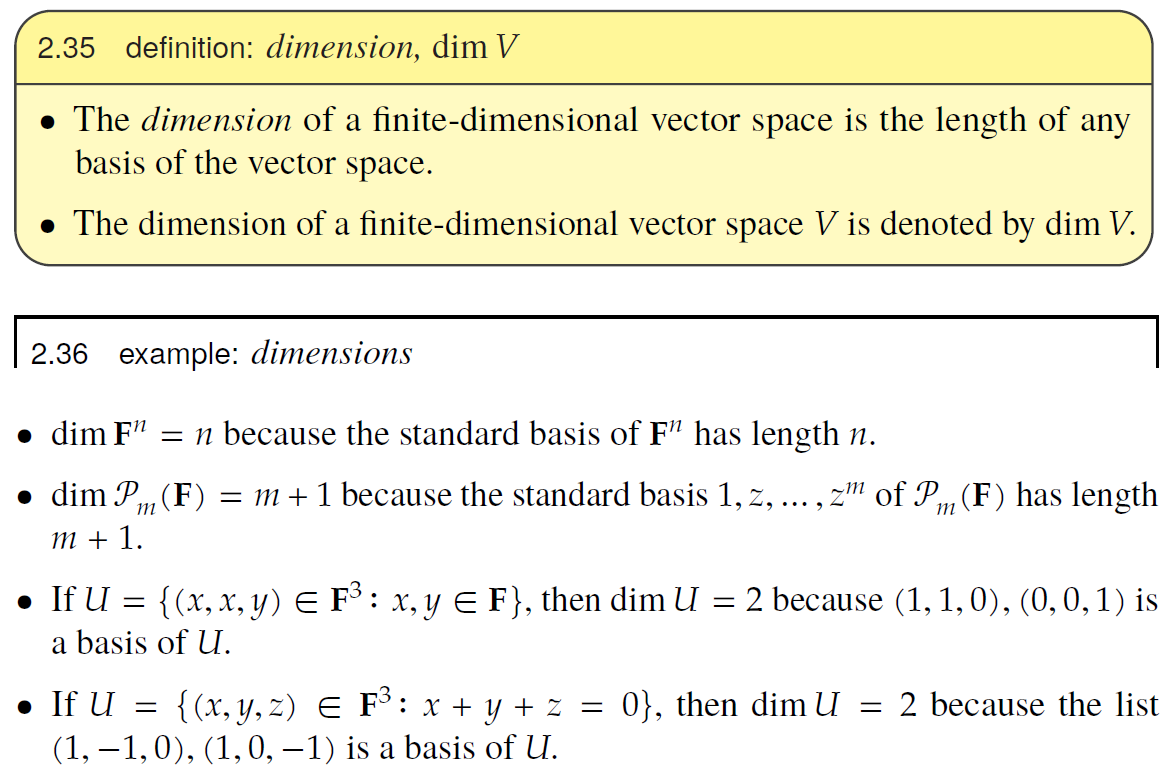 2.35 definition: dimension, dim V
• The dimension of a finite-dimensional vector space is the length of any
basis of the vector space.
• The dimension of a finite-dimensional vector space V is denoted by dim V.
2.36 example: dimensions
• dim Fⁿ = n because the standard basis of Fⁿ has length n.
• dim 𝒫ₘ(F) = m + 1 because the standard basis 1, z, … , zᵐ of 𝒫ₘ(F) has length
m + 1.
• If U = {(x, x, y) ∈ F³ : x, y ∈ F}, then dim U = 2 because (1, 1, 0), (0, 0, 1) is
a basis of U.
• If U = {(x, y, z) ∈ F³ : x + y + z = 0}, then dim U = 2 because the list
(1, −1, 0), (1, 0, −1) is a basis of U.